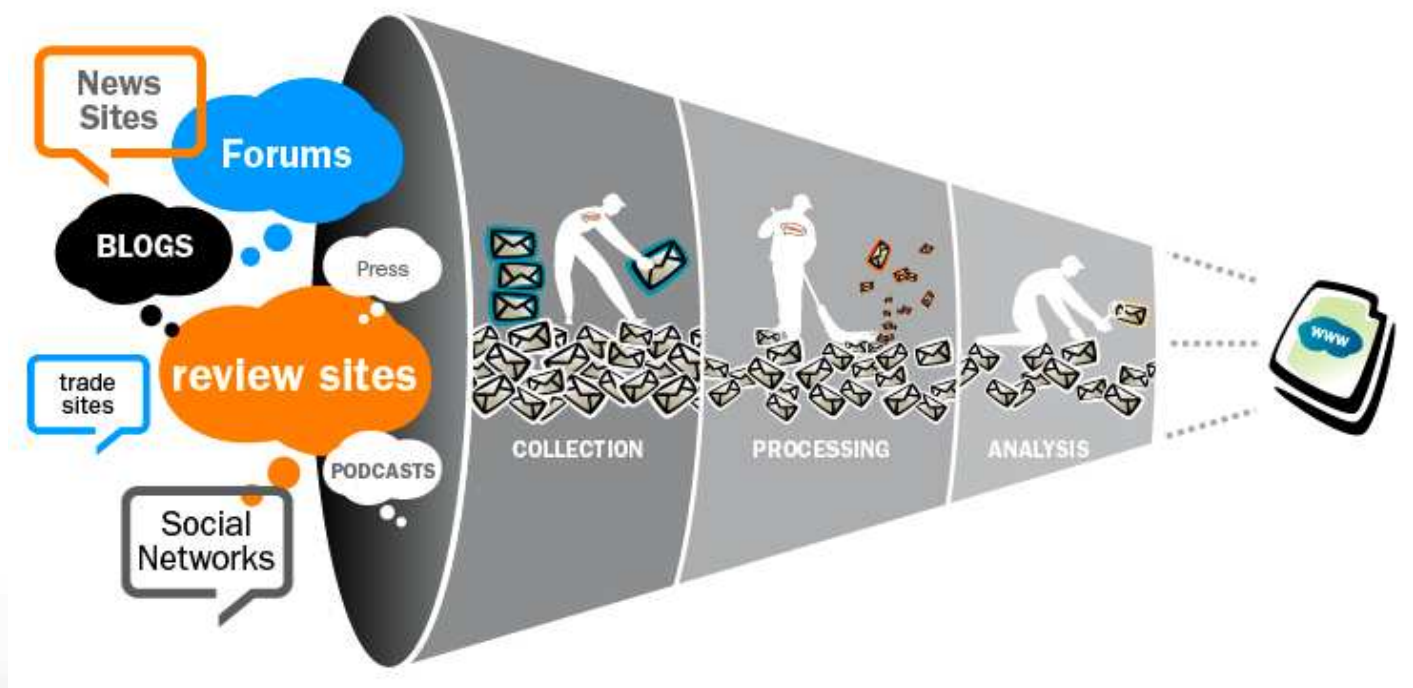 News
Sites
Forums
BLOGS
Press
review sites
trade
sites
PODCASTS
Social
Networks
COLLECTION
PROCESSING
ANALYSIS
www